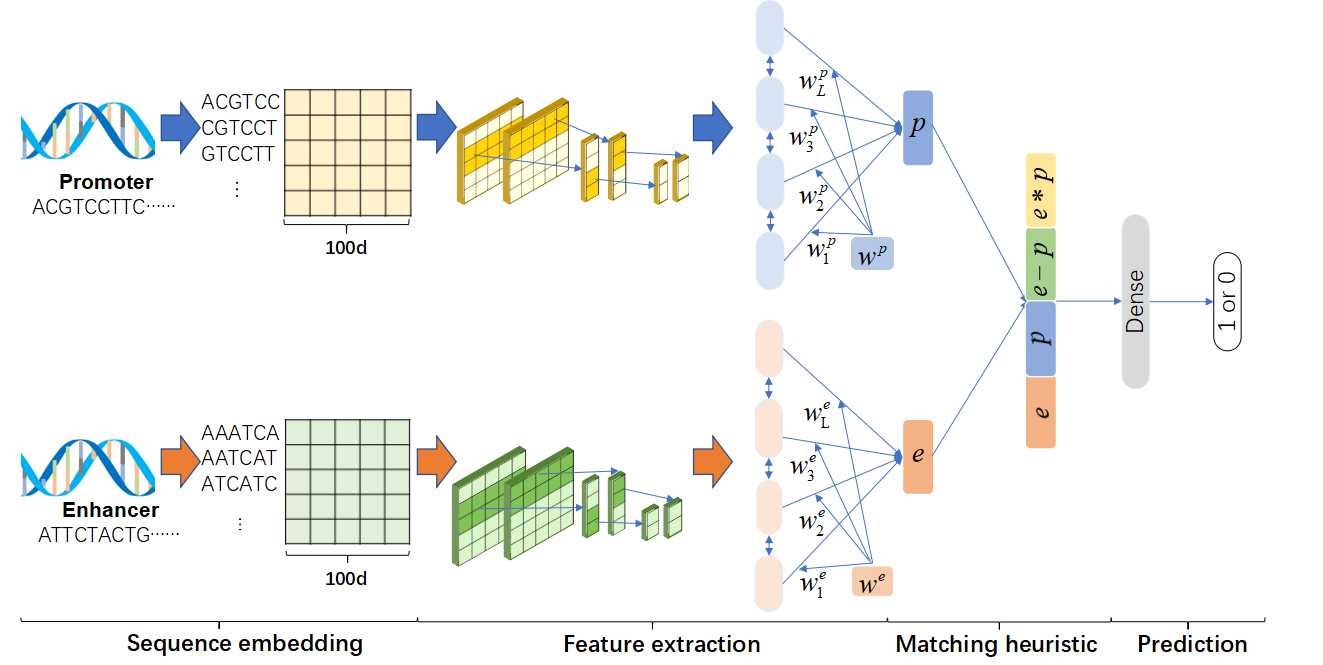 ACGTCC
CGTCCT
GTCCTT
⋮
Promoter
ACGTCCTTC······
100d
w_L^p
w_3^p
w_2^p
w_1^p
w^p
p
AAATCA
AATCAT
ATCATC
⋮
Enhancer
ATTCTACTG······
100d
w_L^e
w_3^e
w_2^e
w_1^e
w^e
e
e*p
e−p
p
e
Dense
1 or 0
Sequence embedding
Feature extraction
Matching heuristic
Prediction